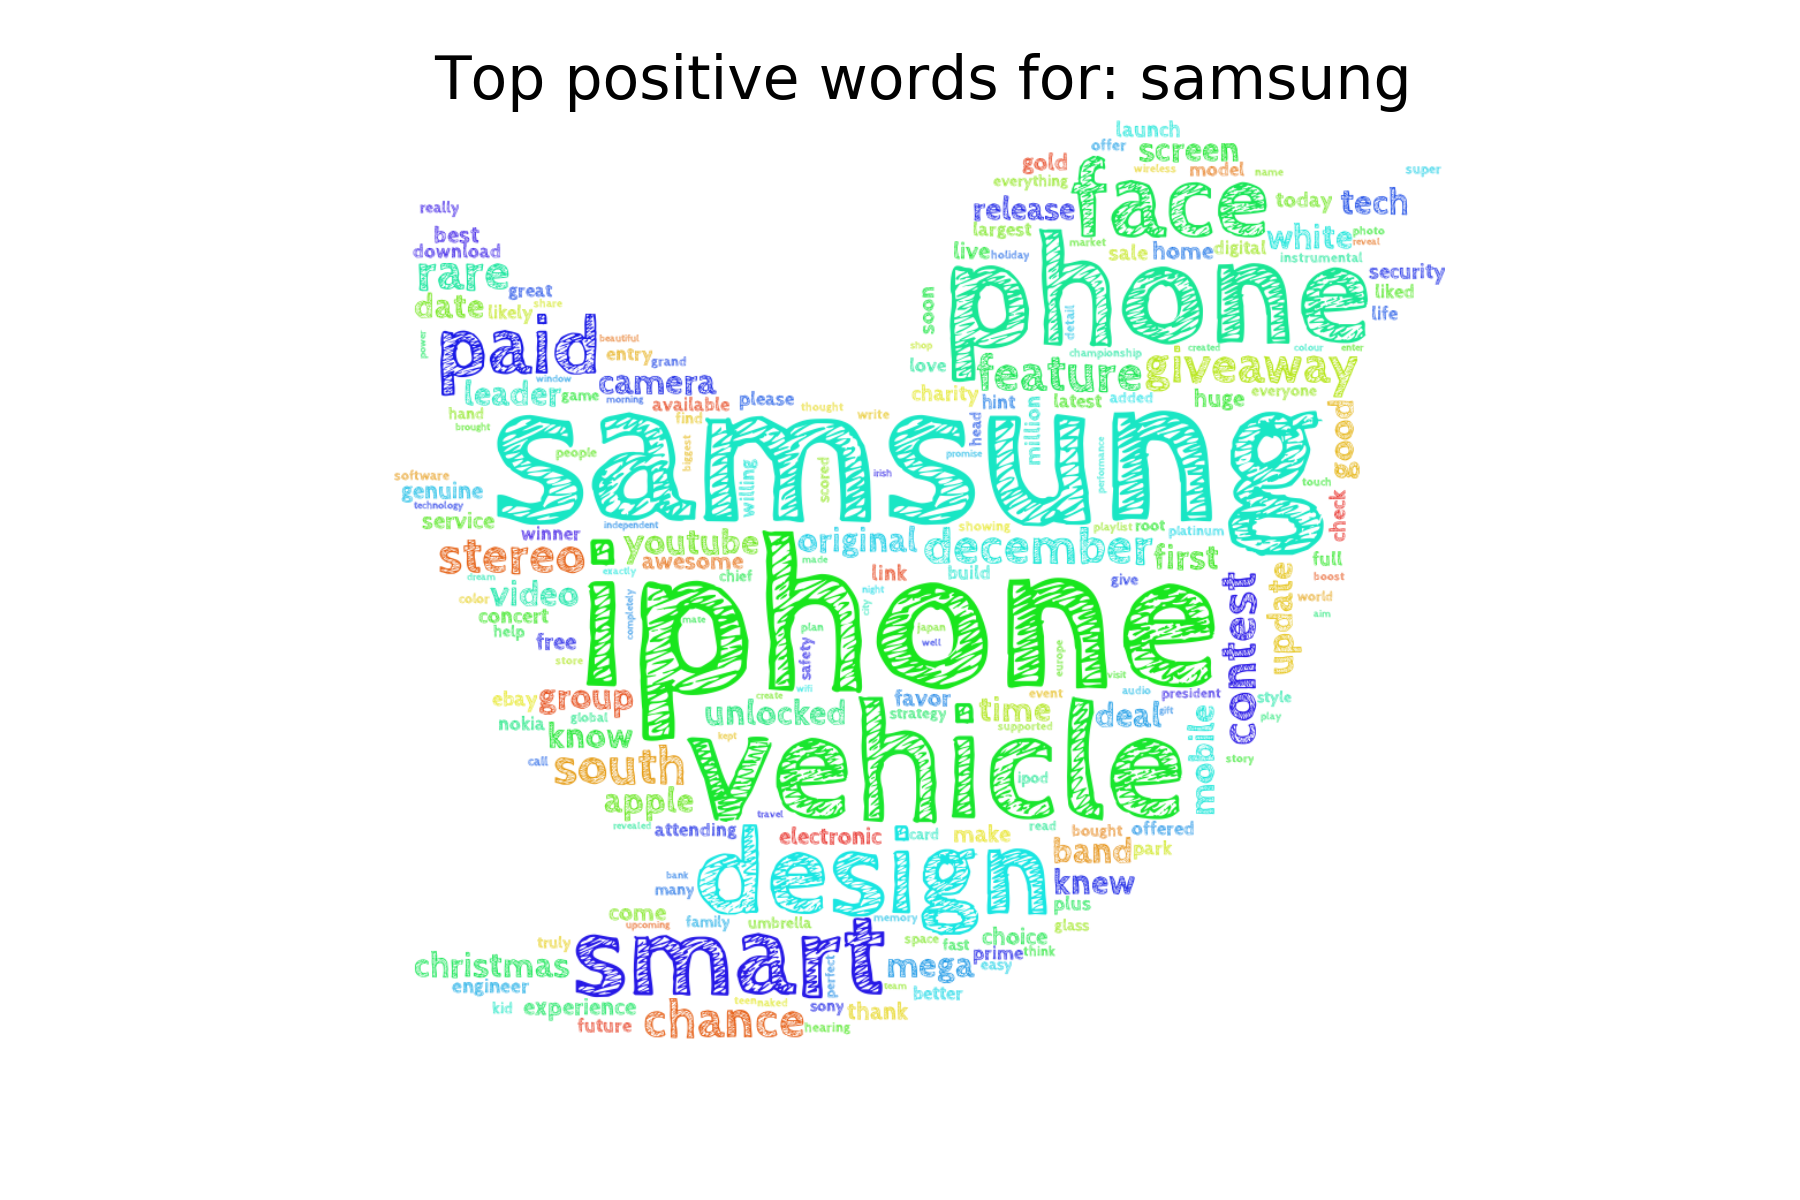 Top positive words for: samsung
launch
offer
screen
gold
wireless
model
name
super
everything
face
really
release
today
tech
largest
best
market
white
photo
reveal
download
live
holiday
sale
home
digital
instrumental
rare
phone
security
great
soon
liked
date
likely
share
detail
life
power
paid
beautiful
shop
championship
created
colour
enter
entry
grand
love
feature
giveaway
window
camera
leader
game
morning
available
please
charity
hint
latest
added
huge
everyone
hand
find
thought
write
million
good
brought
samsung
head
people
biggest
willing
scored
irish
promise
performance
software
touch
genuine
technology
check
service
independent
showing
playlist
root
platinum
winner
youtube
original
december
first
full
stereo
awesome
made
exactly
chief
link
build
give
dream
boost
iphone
night
contest
update
video
color
completely
city
world
concert
mate
plan
japan
aim
help
free
safety
well
europe
store
visit
wifi
create
ebay
group
favor
event
audio
president
style
nokia
global
unlocked
strategy
time
supported
deal
gift
play
know
kept
vehicle
mobile
call
south
ipod
story
apple
travel
revealed
attending
electronic
card
make
read
bought
offered
design
band
park
bank
many
knew
come
plus
upcoming
family
umbrella
memory
glass
truly
smart
space
fast
choice
christmas
perfect
mega
prime
think
easy
engineer
team
better
kid
experience
teen
naked
sony
thank
future
chance
hearing